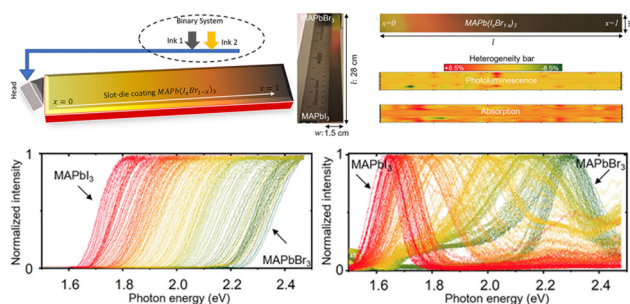 Binary System
Ink 1
Ink 2
Head
Slot-die coating MAPb(IxBr1−x)3
x = 0
x = 1
MAPbBr3
MAPbI3
l: 28 cm
w: 1.5 cm
x=0
MAPb(IxBr1-x)3
x=1
l
Heterogeneity bar
+8.5%
-8.5%
Photoluminescence
Absorption
Normalized intensity
1
0
MAPbI3
MAPbBr3
1.6
1.8
2.0
2.2
2.4
Photon energy (eV)
Normalized intensity
1
0
MAPbI3
MAPbBr3
1.6
1.8
2.0
2.2
2.4
Photon energy (eV)